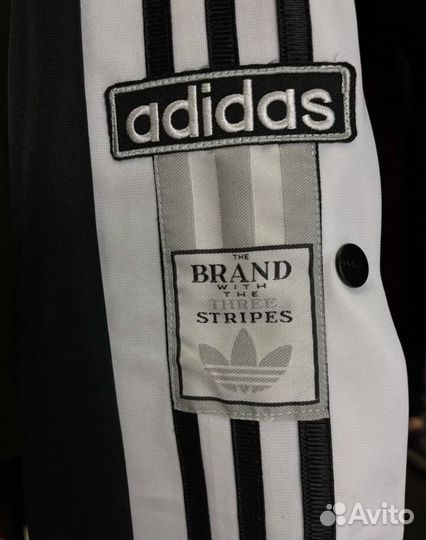 adidas
THE
BRAND
WITH
THE
THREE
STRIPES
Avito